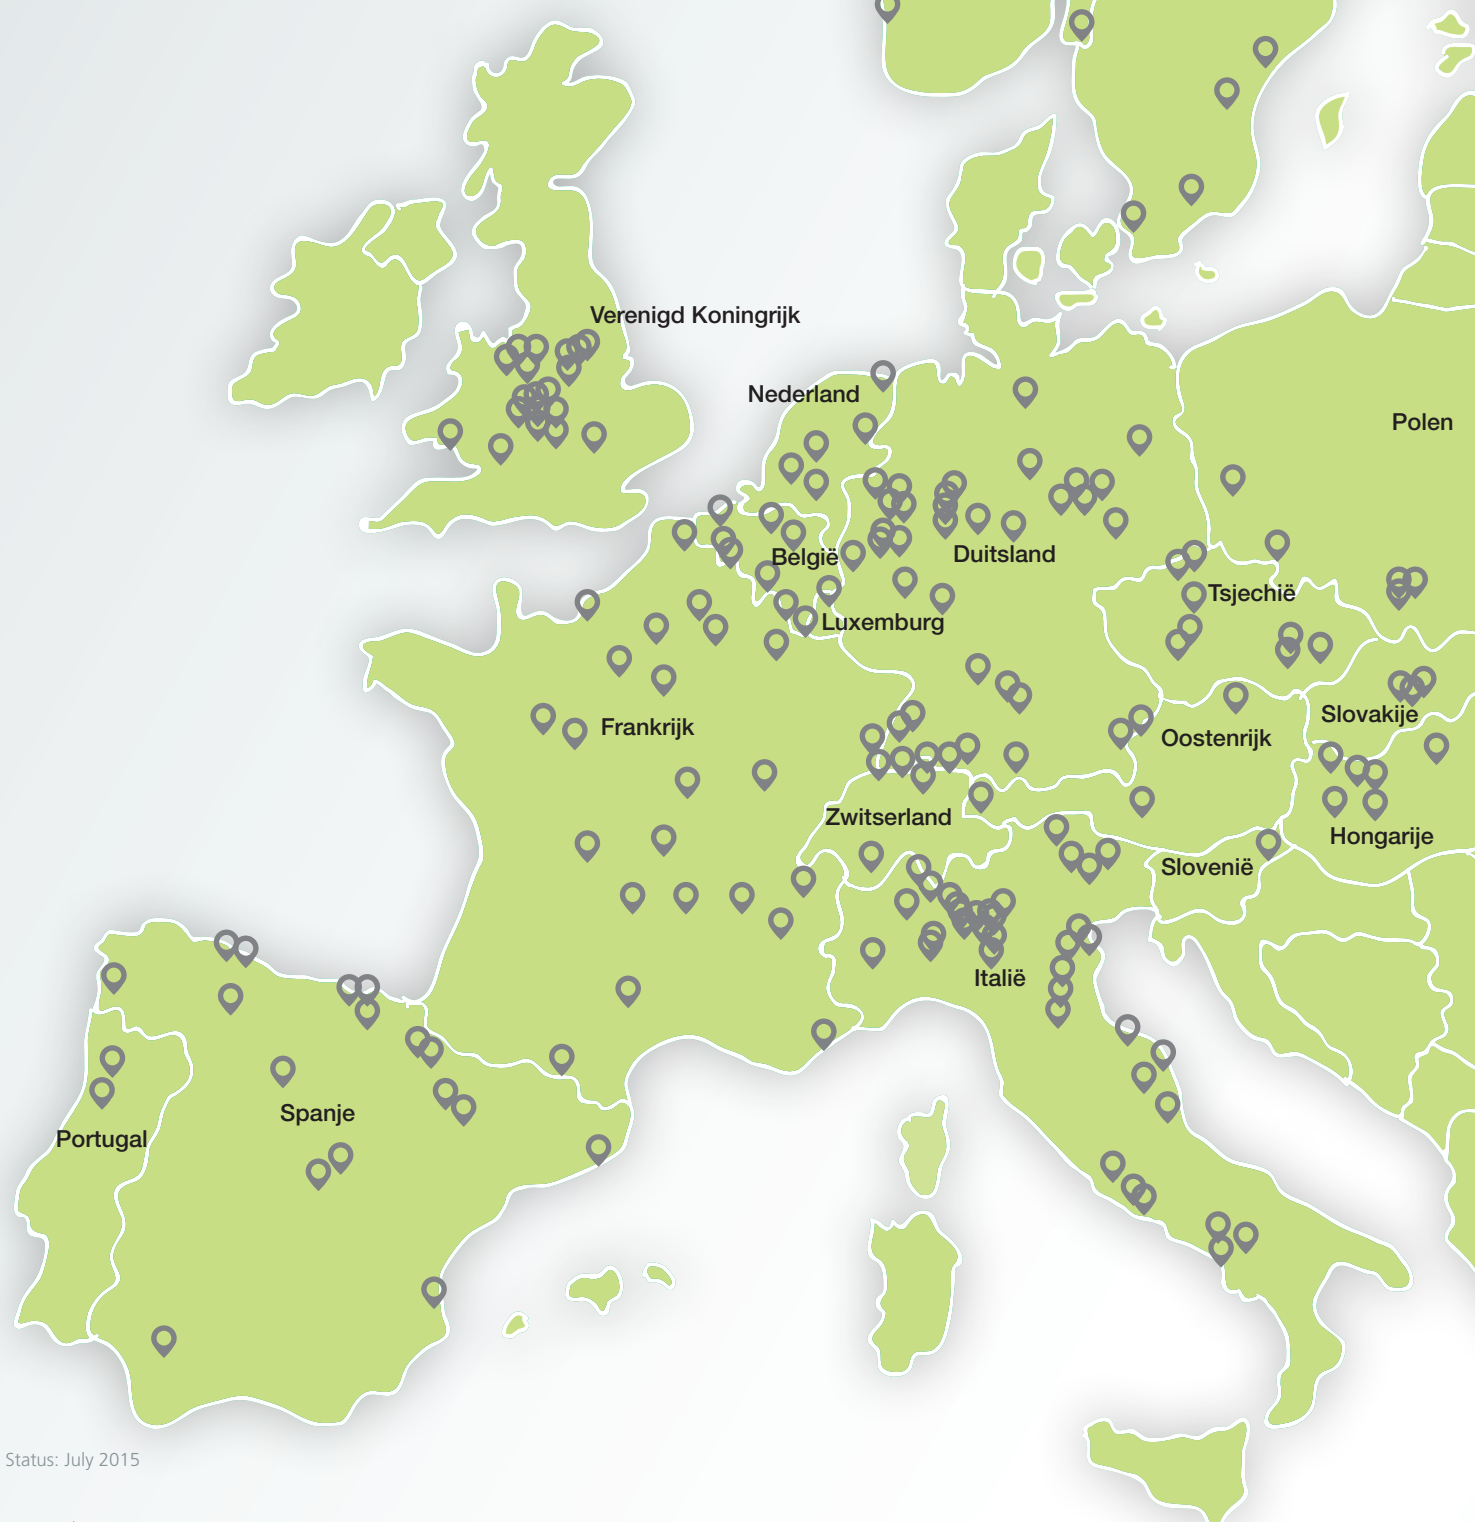 Verenigd Koningrijk
Nederland
Polen
België
Duitsland
Tsjechië
Luxemburg
Slovakije
Frankrijk
Oostenrijk
Zwitserland
Hongarije
Slovenië
Italië
Spanje
Portugal
Status: July 2015